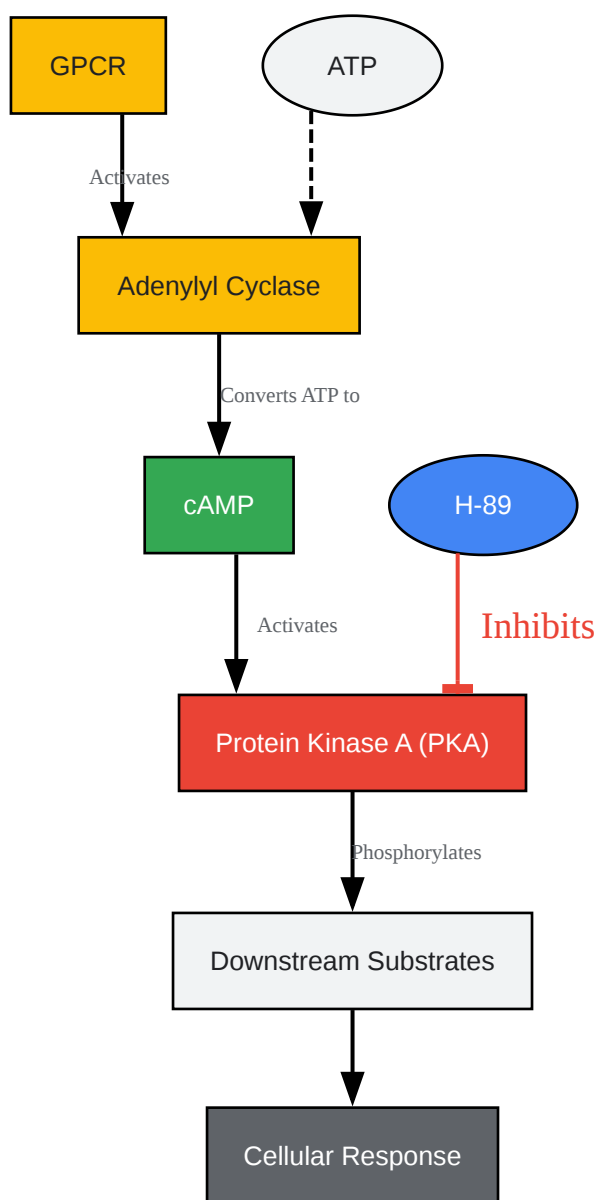 GPCR
ATP
Activates
Adenylyl Cyclase
Converts ATP to
cAMP
H-89
Activates
Inhibits
Protein Kinase A (PKA)
Phosphorylates
Downstream Substrates
Cellular Response